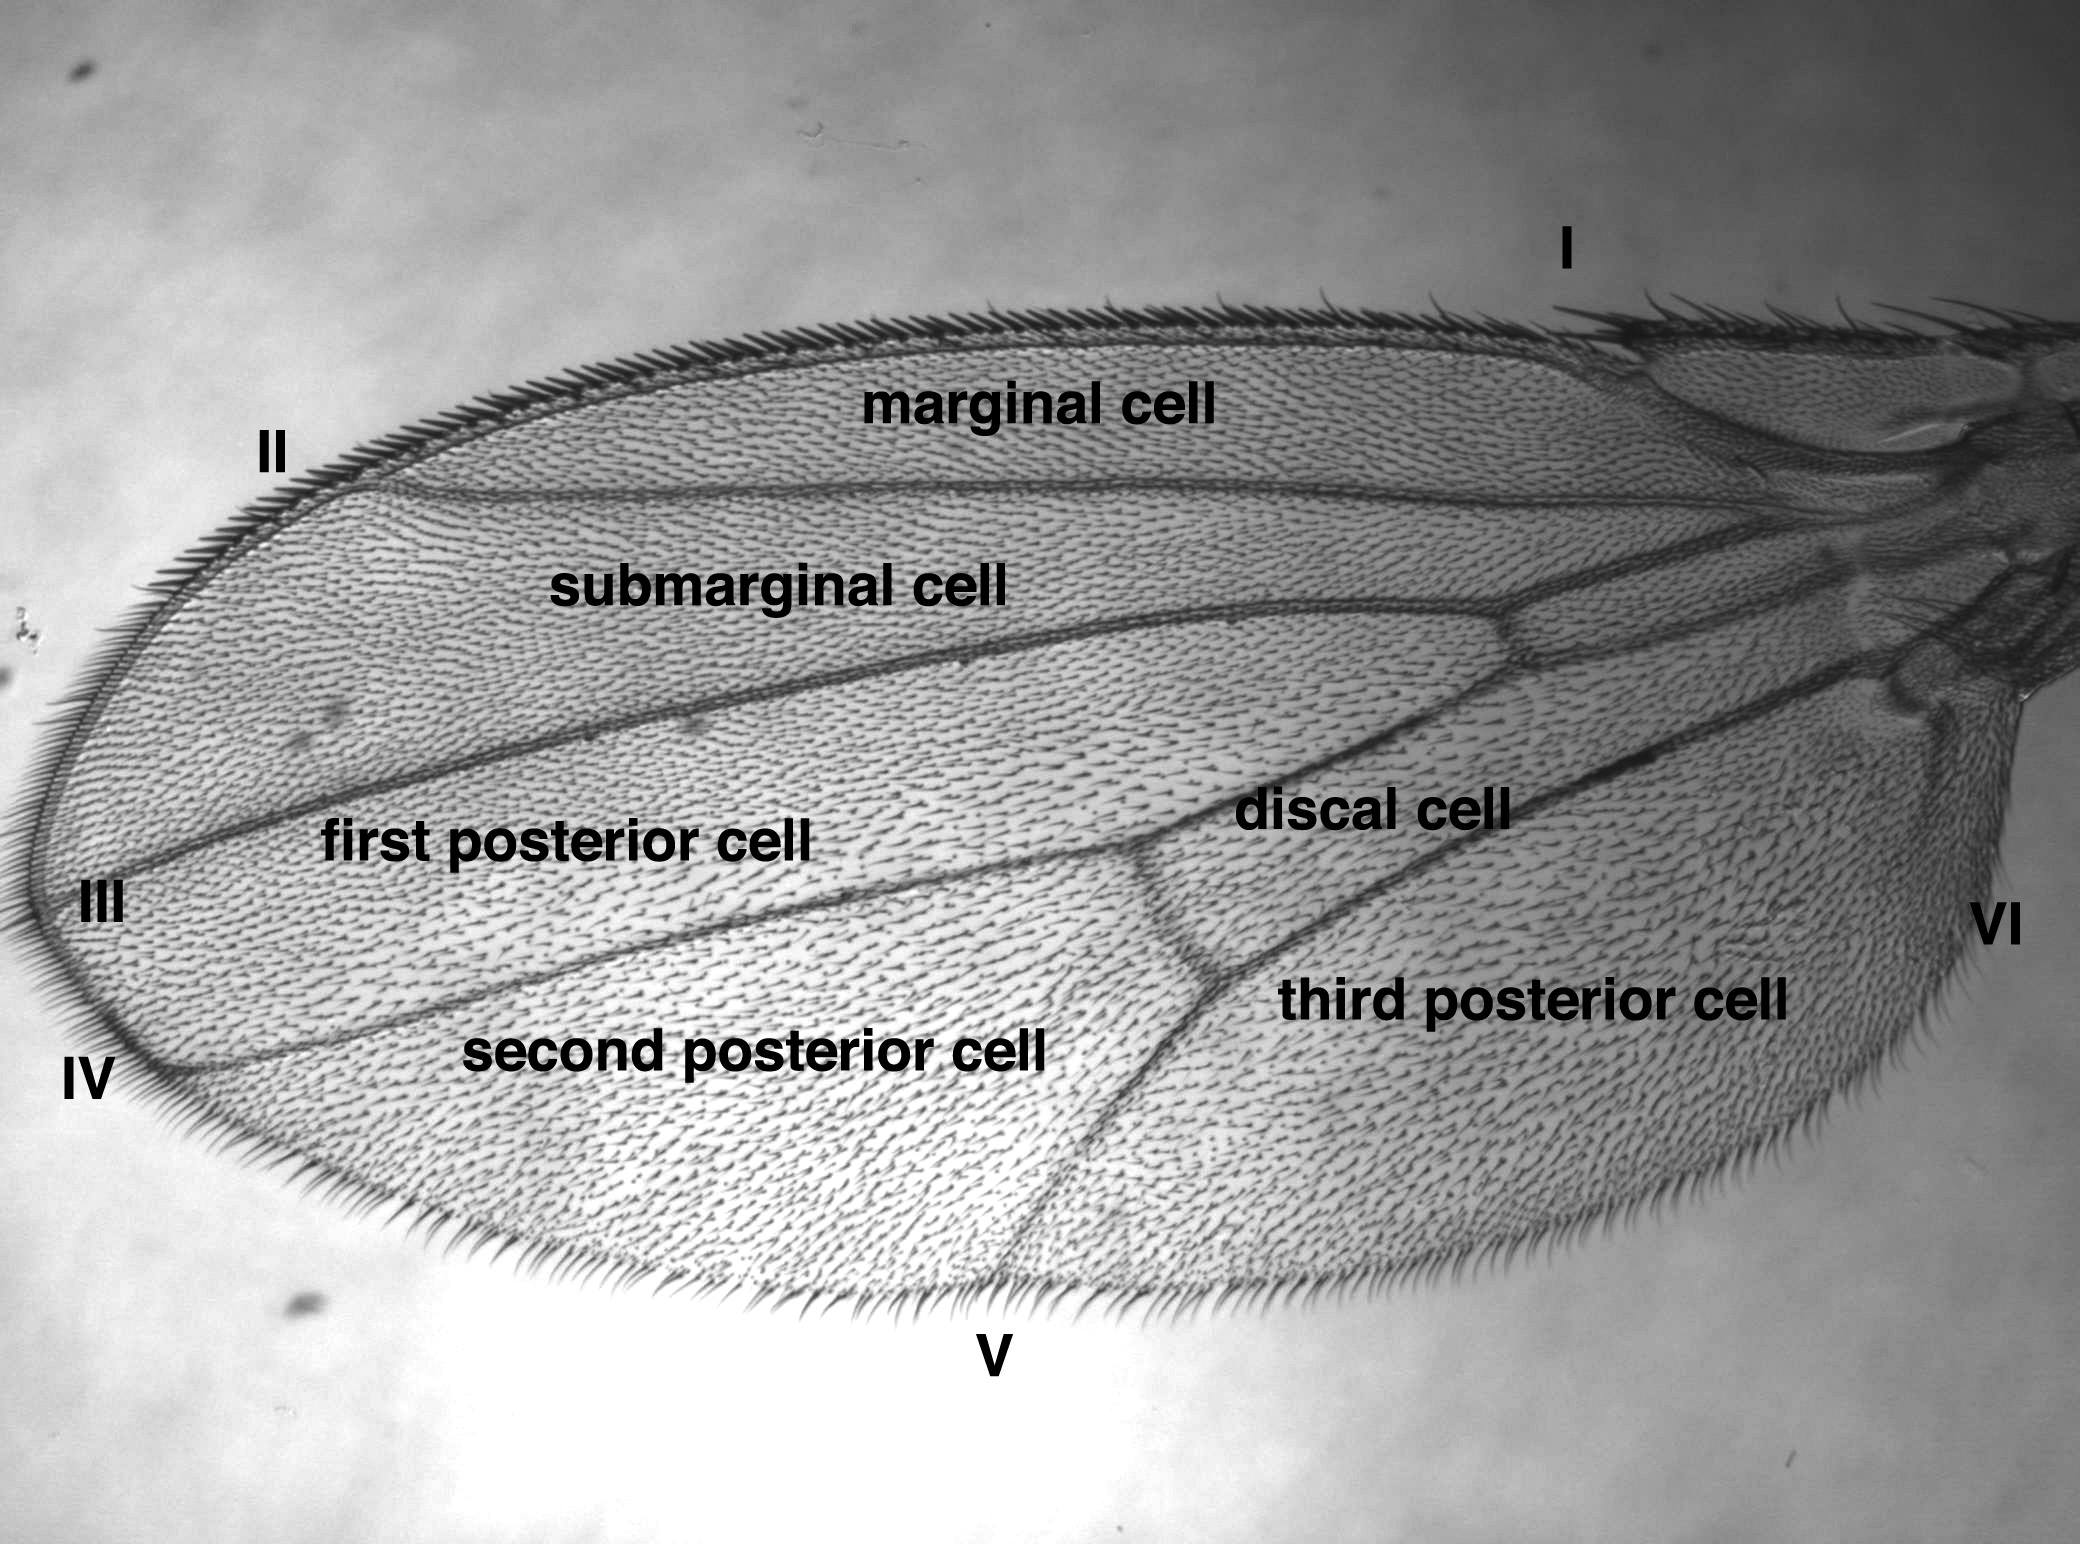 I
marginal cell
II
submarginal cell
discal cell
first posterior cell
III
VI
third posterior cell
second posterior cell
IV
V